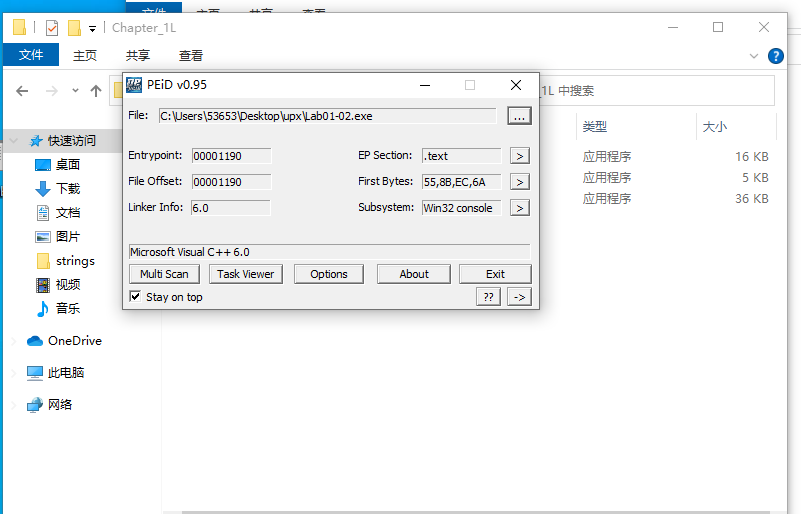 文件
Chapter_1L
文件 主页 共享 查看
PEiD v0.95
_1L 中搜索
File: C:\Users\53653\Desktop\upx\Lab01-02.exe ...
类型 大小
Entrypoint: 00001190 EP Section: .text >
File Offset: 00001190 First Bytes: 55,8B,EC,6A >
Linker Info: 6.0 Subsystem: Win32 console >
Microsoft Visual C++ 6.0
Multi Scan Task Viewer Options About Exit
Stay on top ?? ->
应用程序 16 KB
应用程序 5 KB
应用程序 36 KB
快速访问
桌面
下载
文档
图片
strings
视频
音乐
OneDrive
此电脑
网络